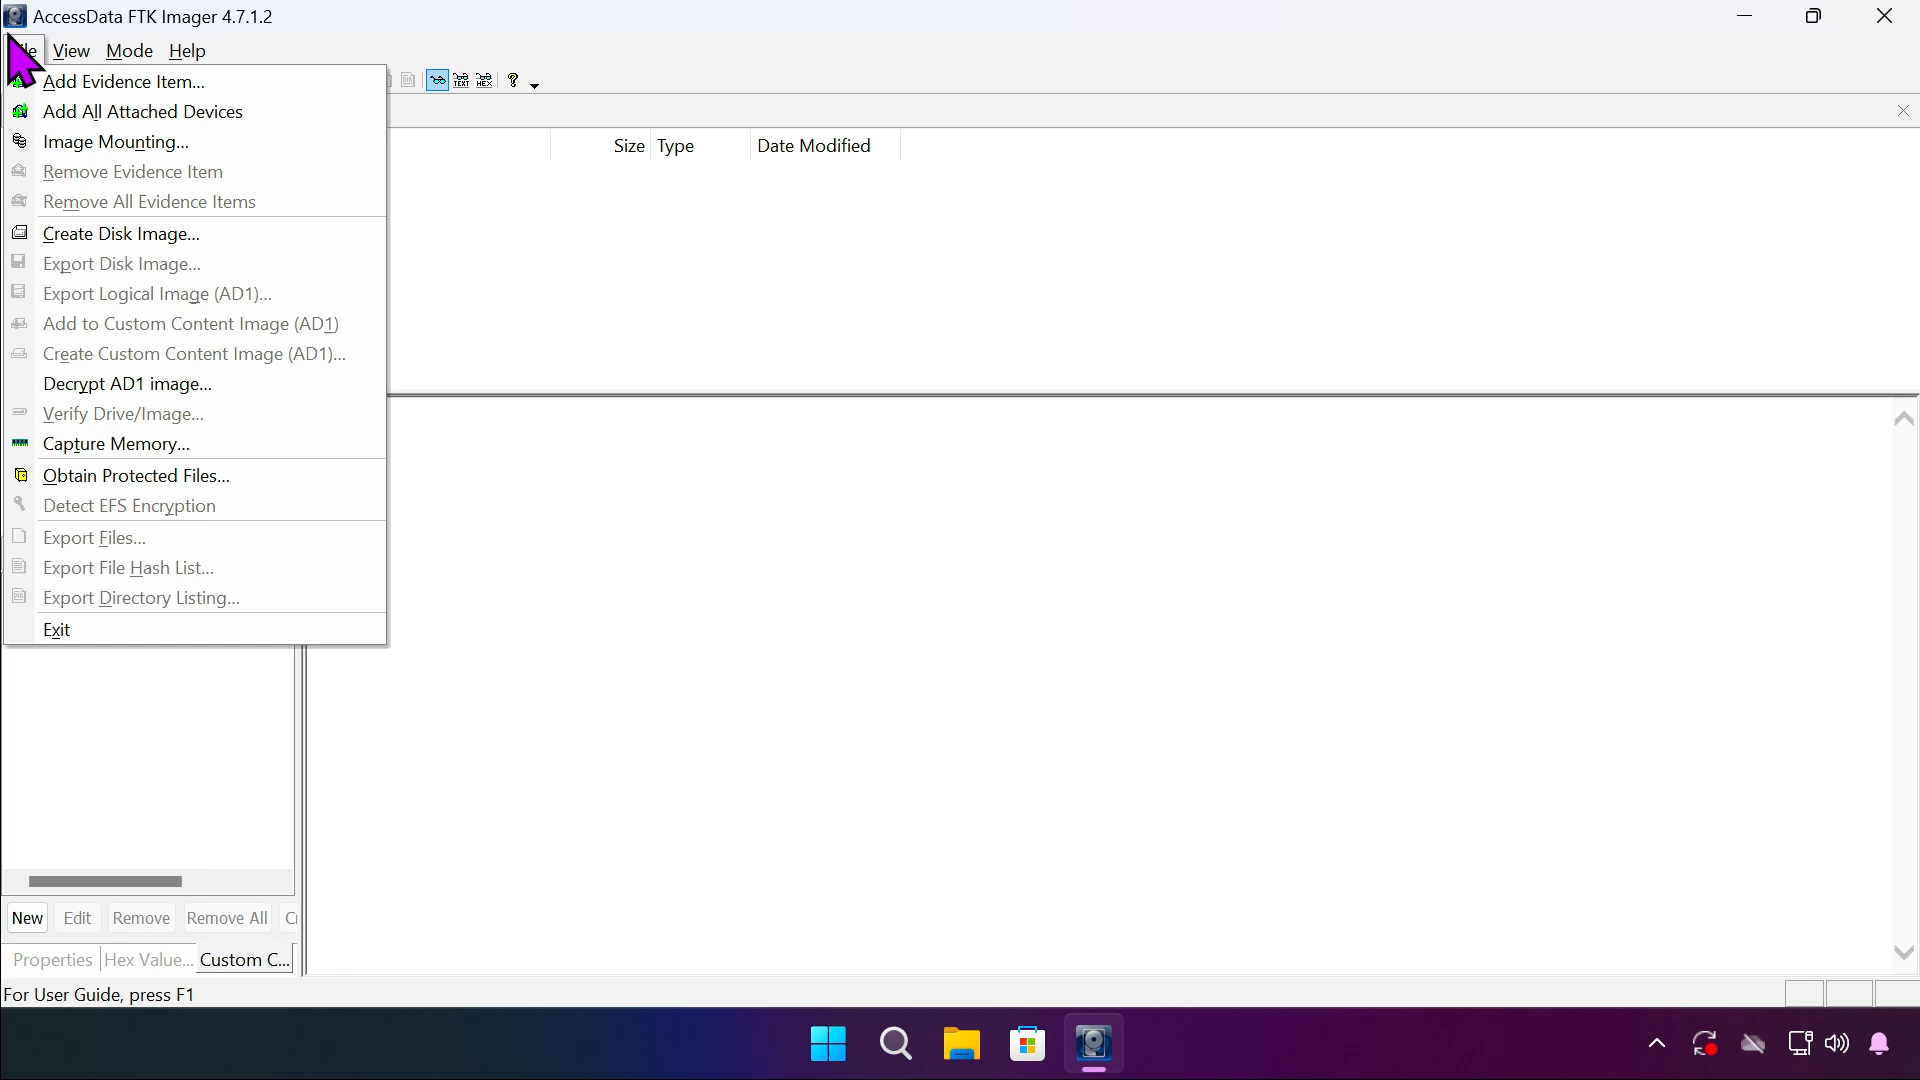 AccessData FTK Imager 4.7.1.2
View Mode Help
Add Evidence Item...
Add All Attached Devices
Image Mounting...
Remove Evidence Item
Remove All Evidence Items
Create Disk Image...
Export Disk Image...
Export Logical Image (AD1)...
Add to Custom Content Image (AD1)
Create Custom Content Image (AD1)...
Decrypt AD1 image...
Verify Drive/Image...
Capture Memory...
Obtain Protected Files...
Detect EFS Encryption
Export Files...
Export File Hash List...
Export Directory Listing...
Exit
TEXT HEX
Size Type Date Modified
New Edit Remove Remove All
Properties Hex Value... Custom C...
For User Guide, press F1